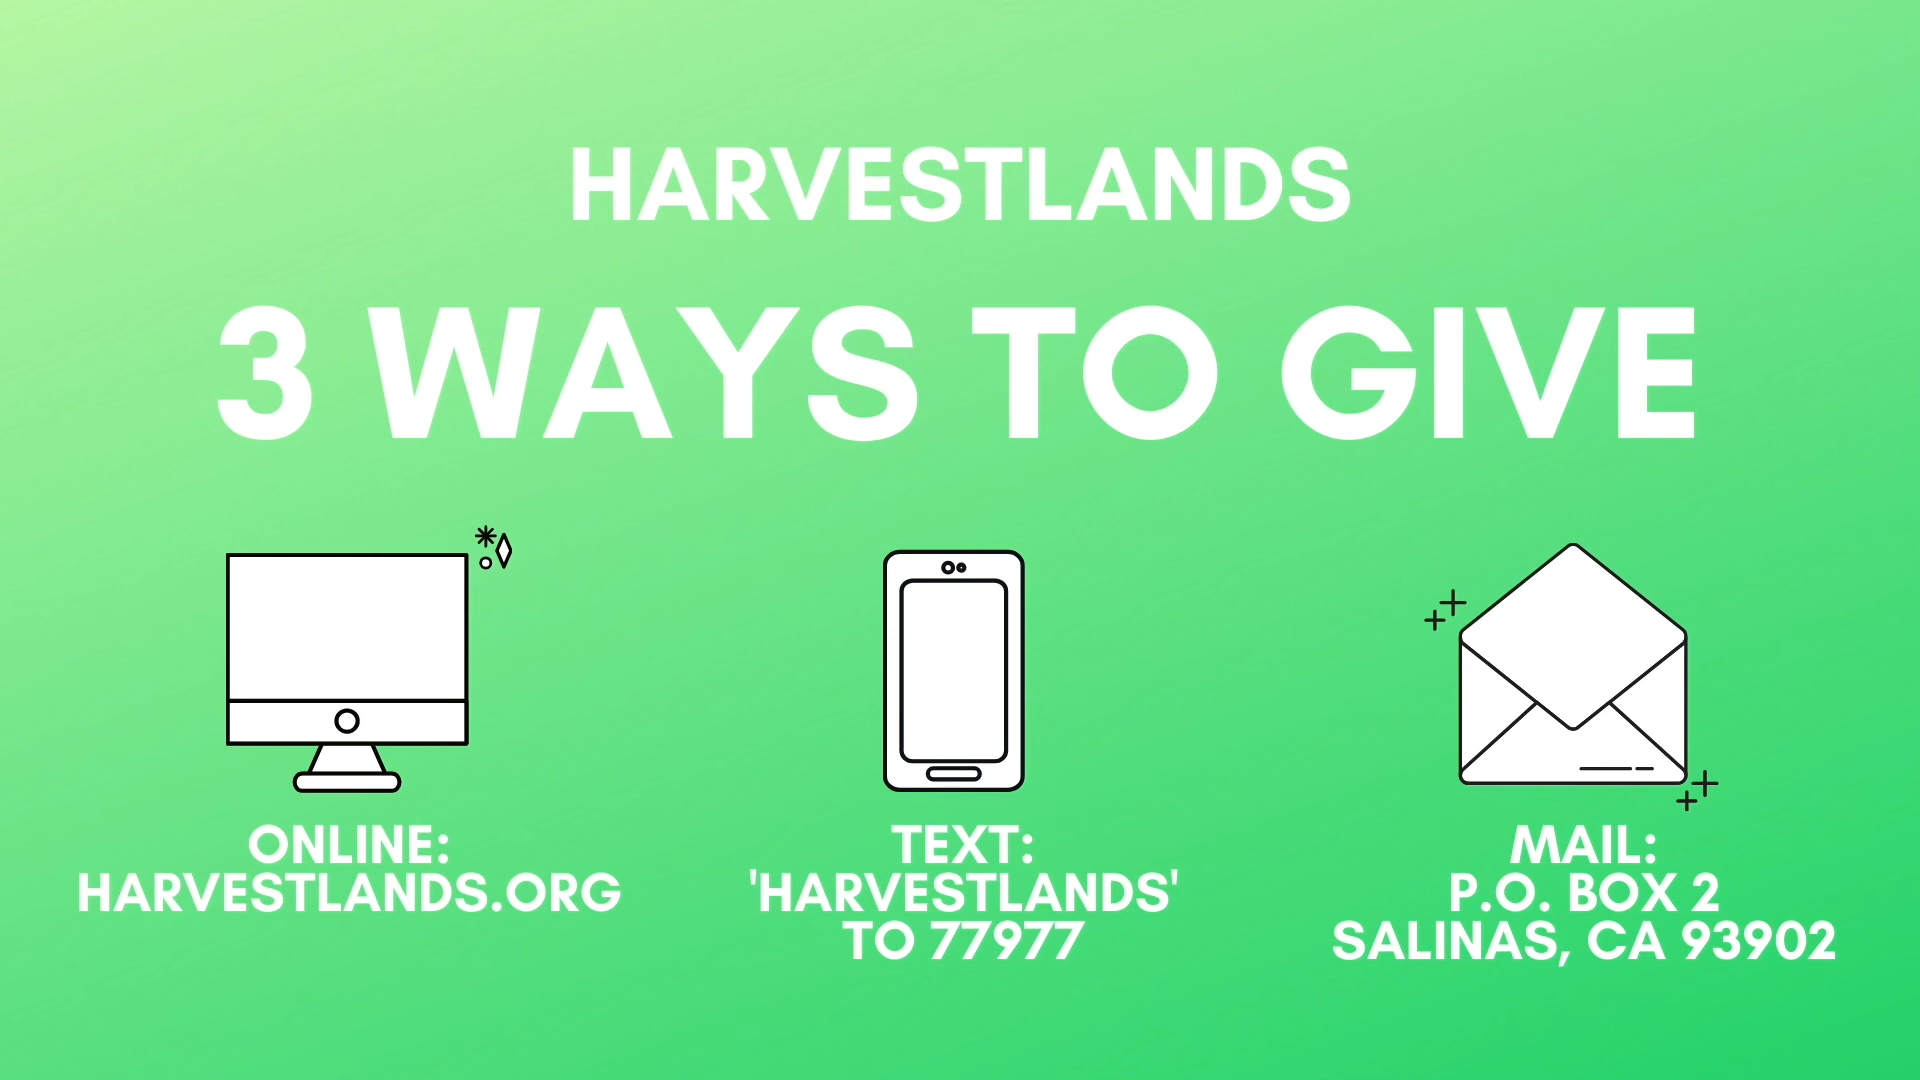 HARVESTLANDS
3 WAYS TO GIVE
ONLINE:
HARVESTLANDS.ORG
TEXT:
'HARVESTLANDS'
TO 77977
MAIL:
P.O. BOX 2
SALINAS, CA 93902